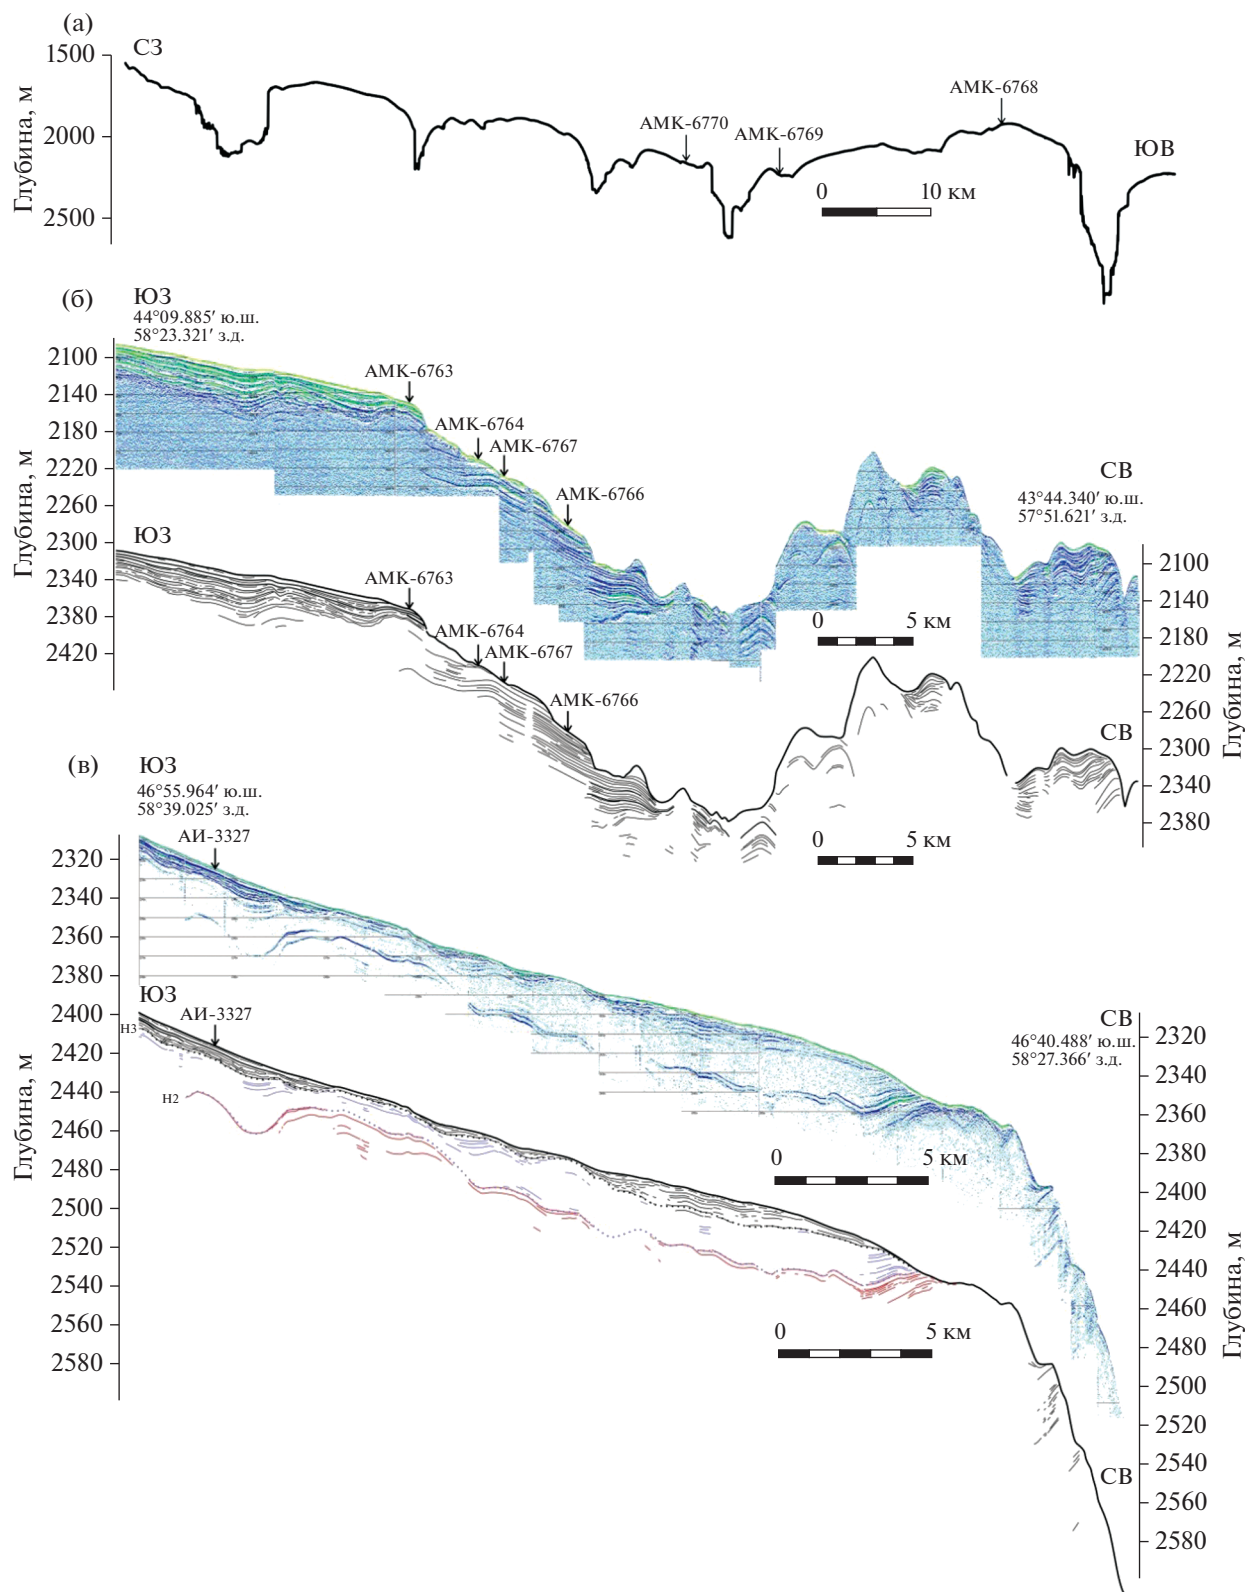 (а)
СЗ
1500
2000
2500
Глубина, м
АМК-6770
АМК-6769
АМК-6768
ЮВ
0 10 км
(б)
ЮЗ
44°09.885′ ю.ш.
58°23.321′ з.д.
2100
2140
2180
2220
2260
2300
2340
2380
2420
Глубина, м
АМК-6763
АМК-6764
АМК-6767
АМК-6766
СВ
43°44.340′ ю.ш.
57°51.621′ з.д.
0 5 км
ЮЗ
АМК-6763
АМК-6764
АМК-6767
АМК-6766
СВ
2100
2140
2180
2220
2260
2300
2340
2380
Глубина, м
0 5 км
(в)
ЮЗ
46°55.964′ ю.ш.
58°39.025′ з.д.
АИ-3327
2320
2340
2360
2380
2400
2420
2440
2460
2480
2500
2520
2540
2560
2580
Глубина, м
ЮЗ
АИ-3327
Н3
Н2
СВ
46°40.488′ ю.ш.
58°27.366′ з.д.
0 5 км
0 5 км
2320
2340
2360
2380
2400
2420
2440
2460
2480
2500
2520
2540
2560
2580
Глубина, м
СВ